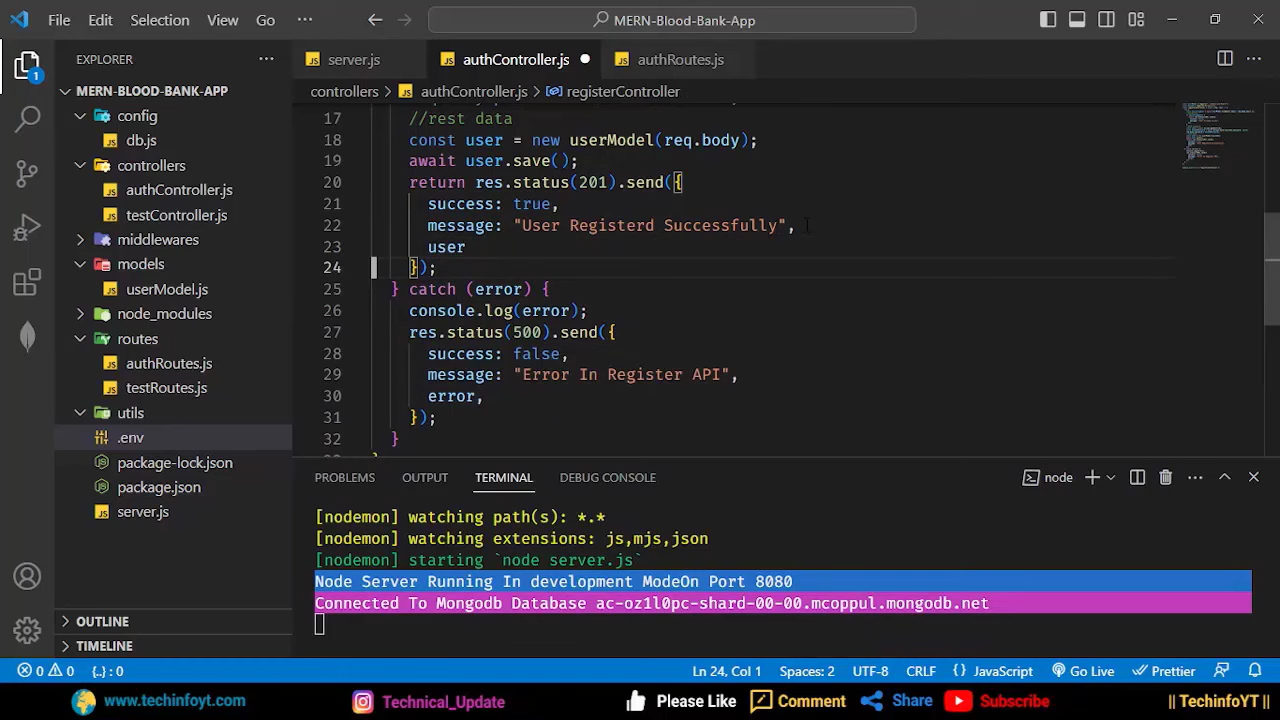 File Edit Selection View Go ··· MERN-Blood-Bank-App
EXPLORER ···
MERN-BLOOD-BANK-APP
config
db.js
controllers
authController.js
testController.js
middlewares
models
userModel.js
node_modules
routes
authRoutes.js
testRoutes.js
utils
.env
package-lock.json
package.json
server.js
OUTLINE
TIMELINE
server.js authController.js authRoutes.js
controllers > authController.js > registerController
17 //rest data
18 const user = new userModel(req.body);
19 await user.save();
20 return res.status(201).send({
21 success: true,
22 message: "User Registerd Successfully",
23 user
24 });
25 } catch (error) {
26 console.log(error);
27 res.status(500).send({
28 success: false,
29 message: "Error In Register API",
30 error,
31 });
32 }
PROBLEMS OUTPUT TERMINAL DEBUG CONSOLE node
[nodemon] watching path(s): *.*
[nodemon] watching extensions: js,mjs,json
[nodemon] starting `node server.js`
Node Server Running In development ModeOn Port 8080
Connected To Mongodb Database ac-oz1l0pc-shard-00-00.mcoppul.mongodb.net
0 0 {..} : 0 Ln 24, Col 1 Spaces: 2 UTF-8 CRLF {} JavaScript Go Live Prettier
www.techinfoyt.com Technical_Update Please Like Comment Share Subscribe || TechinfoYT ||